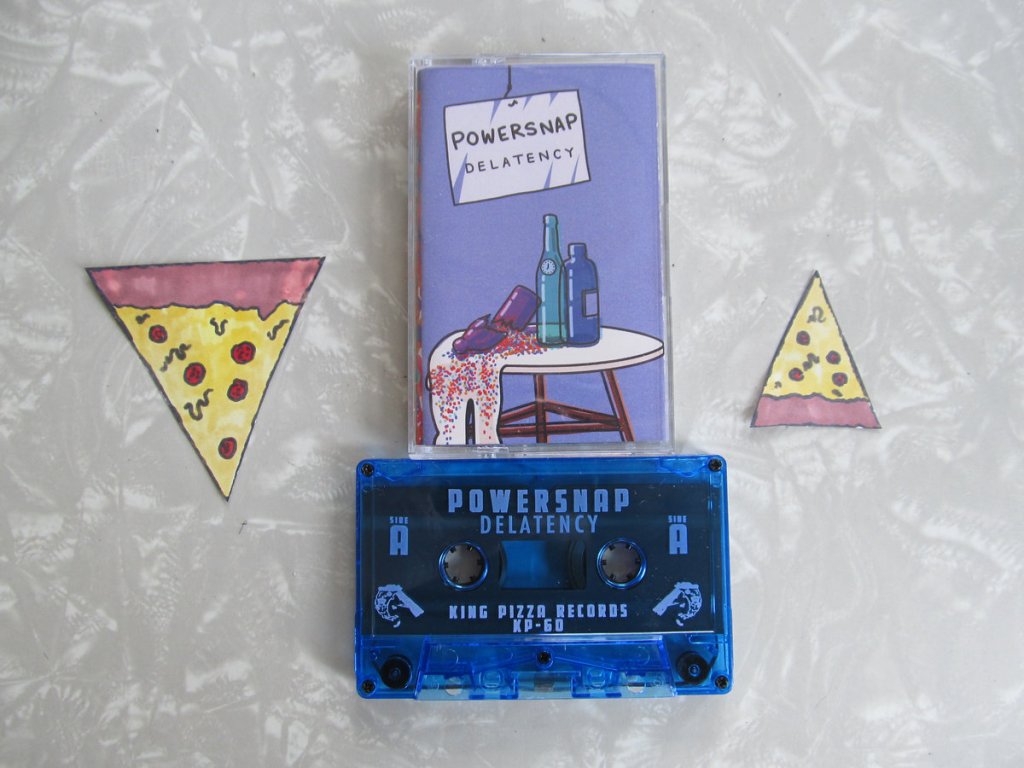 POWERSNAP
DELATENCY
POWERSNAP
DELATENCY
SIDE
A
SIDE
A
KING PIZZA RECORDS
KP-60